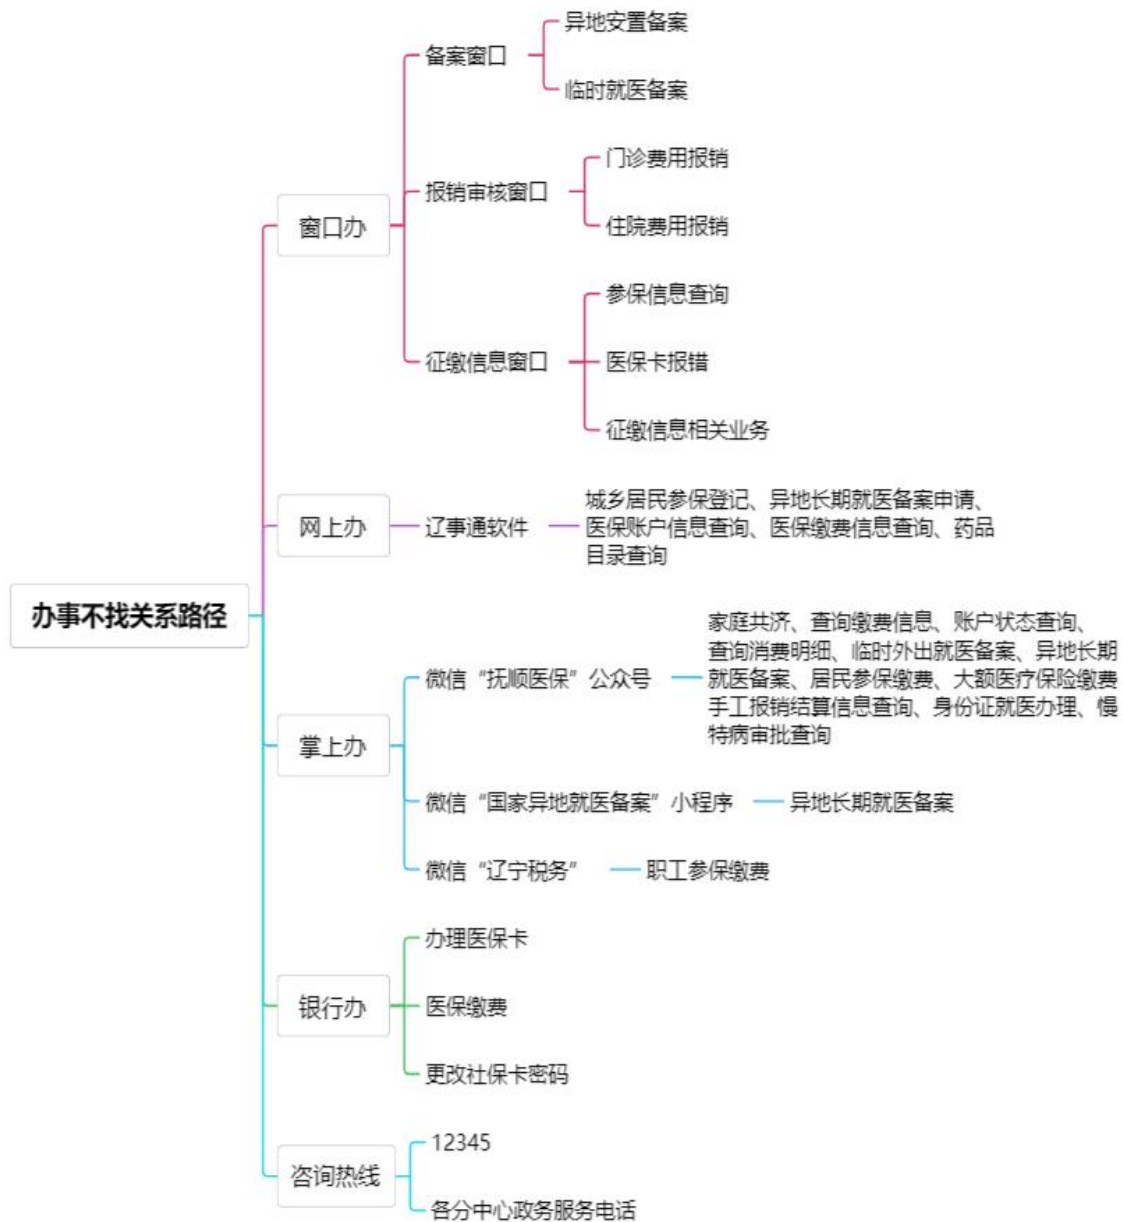 办事不找关系路径
窗口办
备案窗口
异地安置备案
临时就医备案
报销审核窗口
门诊费用报销
住院费用报销
征缴信息窗口
参保信息查询
医保卡报错
征缴信息相关业务
网上办
辽事通软件
城乡居民参保登记、异地长期就医备案申请、
医保账户信息查询、医保缴费信息查询、药品
目录查询
掌上办
微信“抚顺医保”公众号
家庭共济、查询缴费信息、账户状态查询、
查询消费明细、临时外出就医备案、异地长期
就医备案、居民参保缴费、大额医疗保险缴费
手工报销结算信息查询、身份证就医办理、慢
特病审批查询
微信“国家异地就医备案”小程序
异地长期就医备案
微信“辽宁税务”
职工参保缴费
银行办
办理医保卡
医保缴费
更改社保卡密码
咨询热线
12345
各分中心政务服务电话